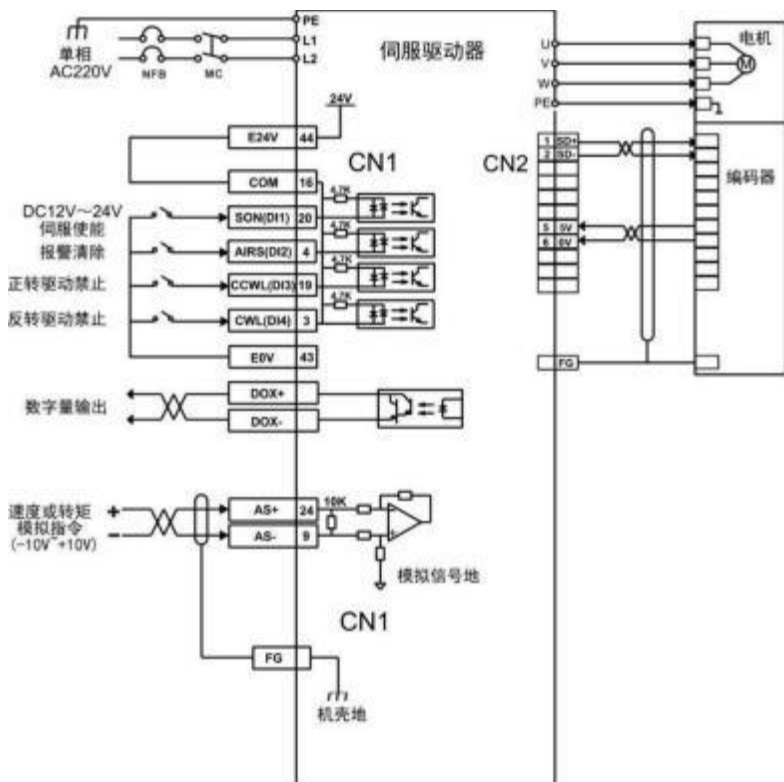 PE
单相
AC220V
NFB
MC
L1
L2
伺服驱动器
U
V
W
PE
电机
M
24V
E24V 44
CN1
CN2
1 SD+
2 SD-
编码器
COM 16
4.7K
DC12V～24V
伺服使能
SON(DI1) 20
4.7K
5 5V
6 0V
报警清除
AIRS(DI2) 4
4.7K
正转驱动禁止
CCWL(DI3) 19
4.7K
反转驱动禁止
CWL(DI4) 3
E0V 43
FG
数字量输出
DOX+
DOX-
速度或转矩
模拟指令
(-10V~+10V)
+
−
AS+ 24
10K
AS- 9
模拟信号地
CN1
FG
机壳地